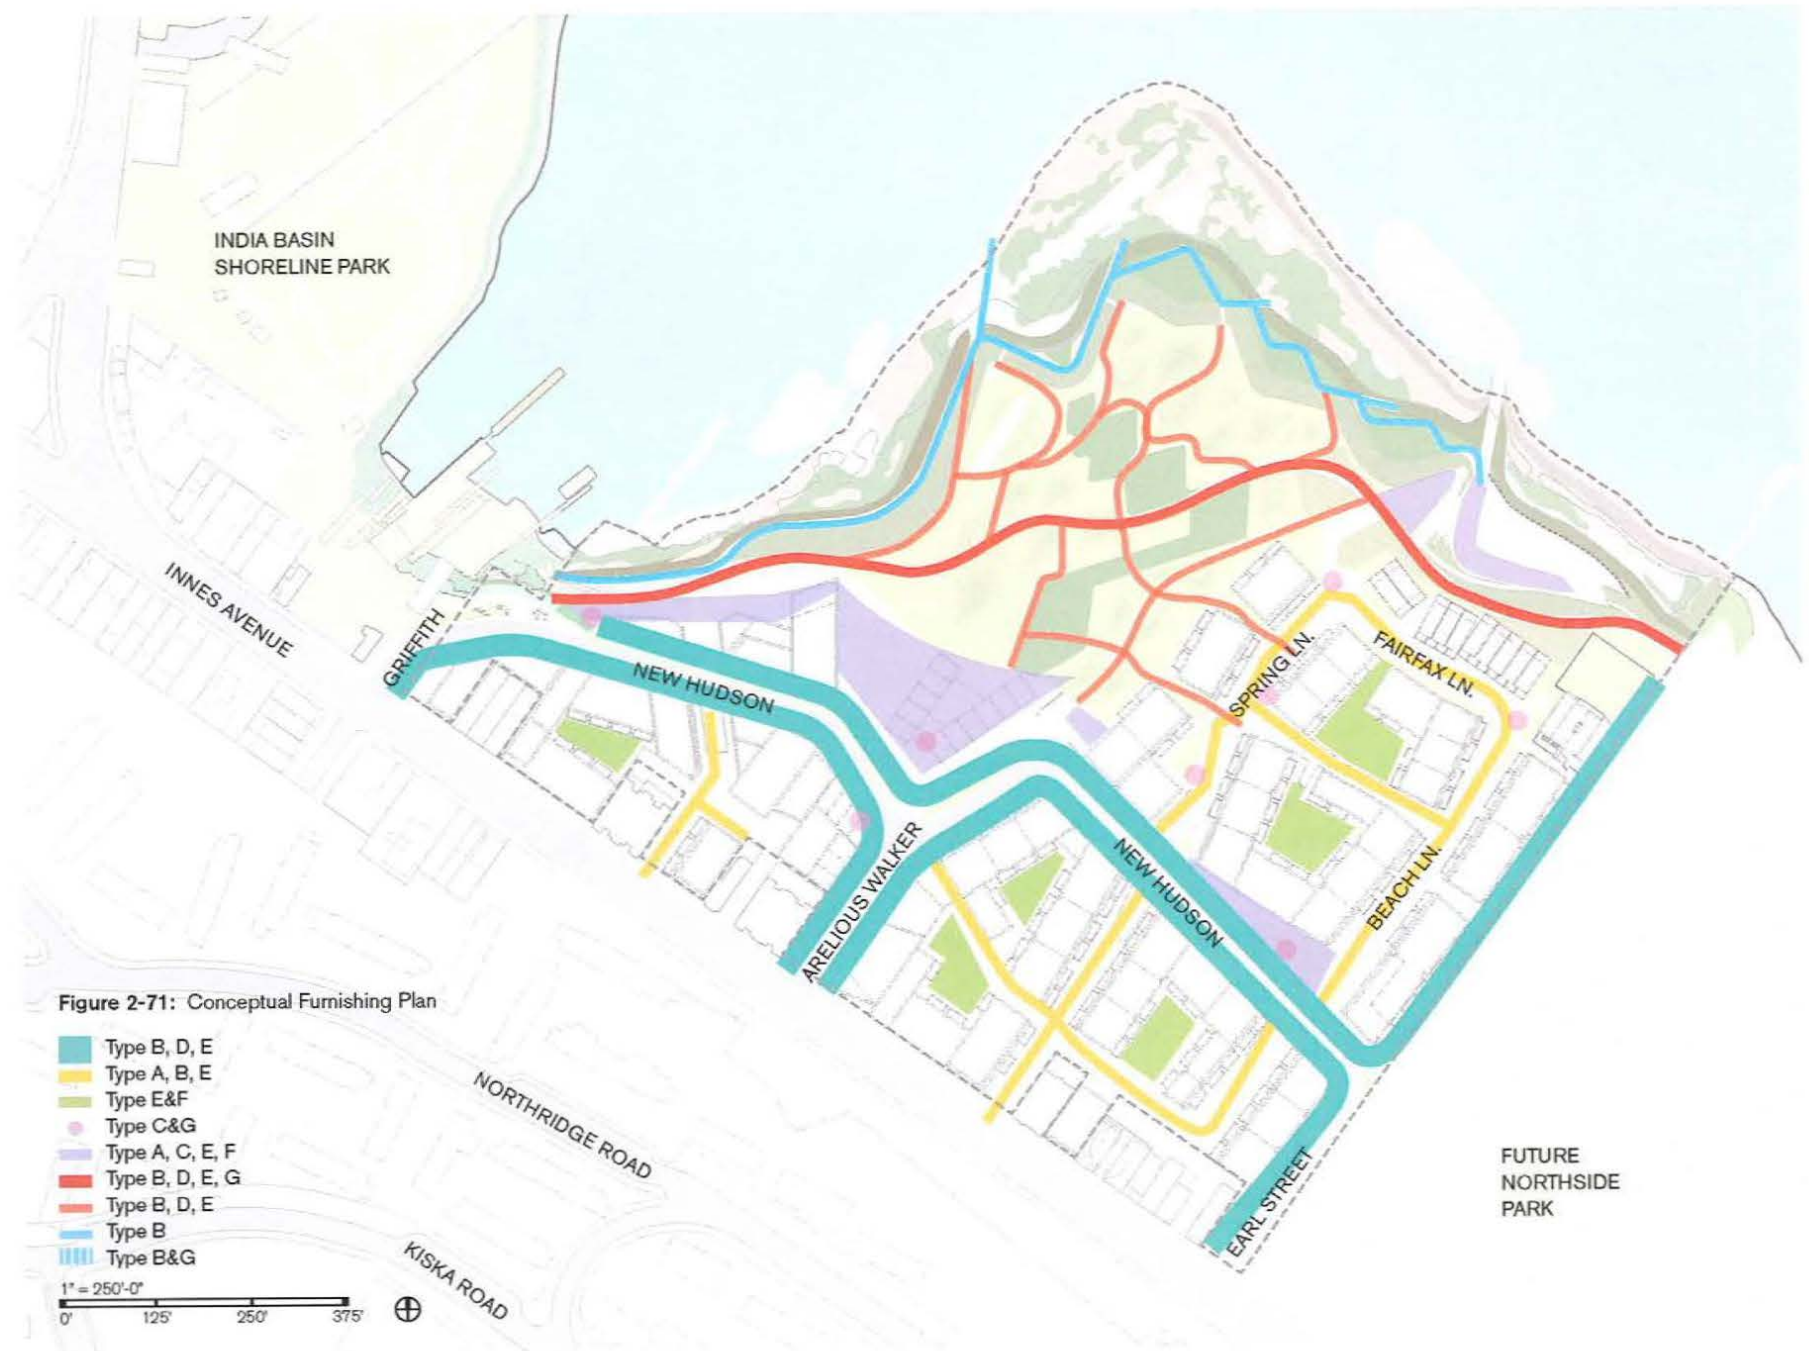 INDIA BASIN
SHORELINE PARK
INNES AVENUE
GRIFFITH
NEW HUDSON
SPRING LN.
FAIRFAX LN.
ARELIOUS WALKER
NEW HUDSON
BEACH LN.
Figure 2-71: Conceptual Furnishing Plan
Type B, D, E
Type A, B, E
Type E&F
Type C&G
Type A, C, E, F
Type B, D, E, G
Type B, D, E
Type B
Type B&G
1" = 250'-0"
0' 125' 250' 375'
NORTHRIDGE ROAD
KISKA ROAD
EARL STREET
FUTURE
NORTHSIDE
PARK